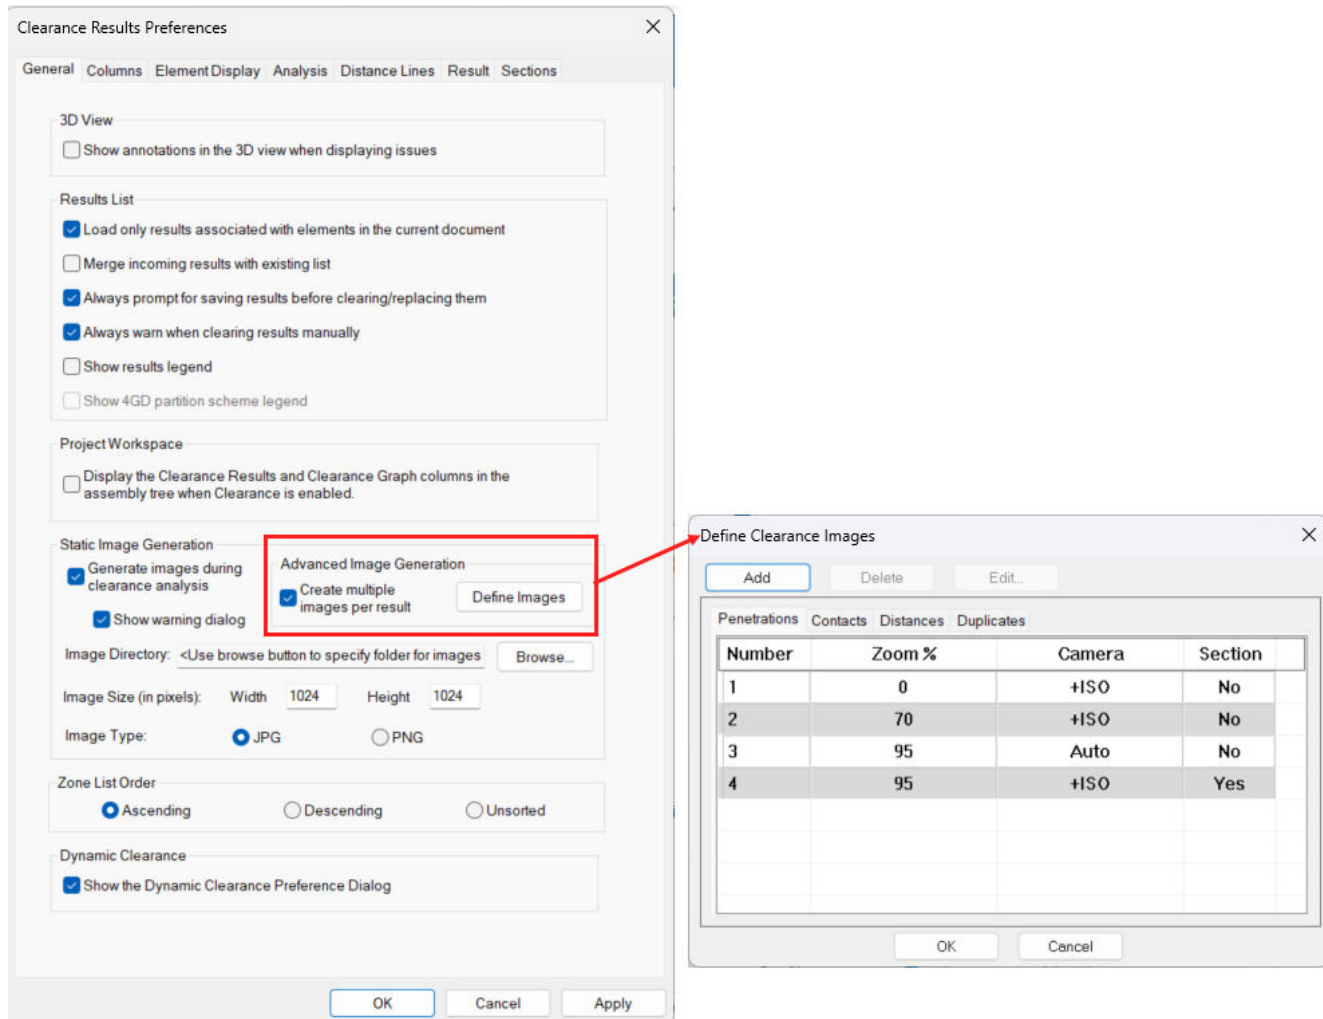 Clearance Results Preferences
General Columns Element Display Analysis Distance Lines Result Sections
3D View
Show annotations in the 3D view when displaying issues
Results List
Load only results associated with elements in the current document
Merge incoming results with existing list
Always prompt for saving results before clearing/replacing them
Always warn when clearing results manually
Show results legend
Show 4GD partition scheme legend
Project Workspace
Display the Clearance Results and Clearance Graph columns in the
assembly tree when Clearance is enabled.
Static Image Generation
Generate images during
clearance analysis
Show warning dialog
Advanced Image Generation
Create multiple
images per result
Define Images
Image Directory: <Use browse button to specify folder for images Browse...
Image Size (in pixels): Width 1024 Height 1024
Image Type: JPG PNG
Zone List Order
Ascending Descending Unsorted
Dynamic Clearance
Show the Dynamic Clearance Preference Dialog
OK Cancel Apply
Define Clearance Images
Add Delete Edit...
Penetrations Contacts Distances Duplicates
Number Zoom % Camera Section
1 0 +ISO No
2 70 +ISO No
3 95 Auto No
4 95 +ISO Yes
OK Cancel